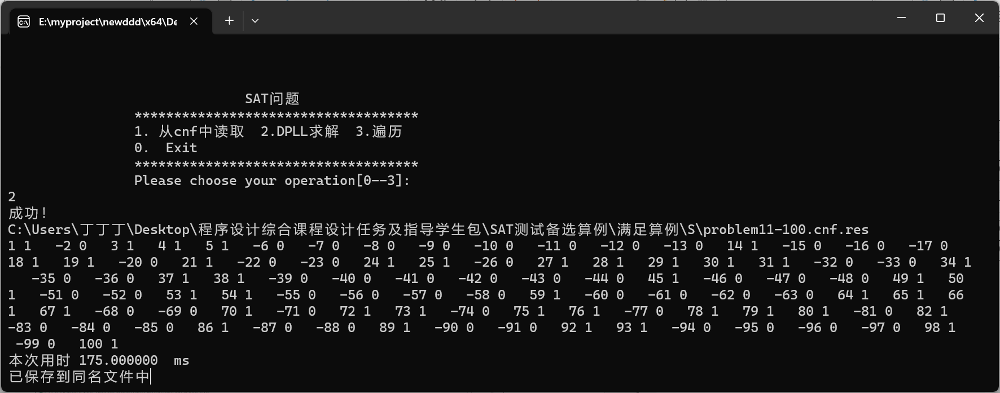 E:\myproject\newddd\x64\De
SAT问题
************************************
1. 从cnf中读取  2.DPLL求解  3.遍历
0.  Exit
************************************
Please choose your operation[0--3]:
2
成功!
C:\Users\丁丁丁\Desktop\程序设计综合课程设计任务及指导学生包\SAT测试备选算例\满足算例\S\problem11-100.cnf.res
1 1   -2 0   3 1   4 1   5 1   -6 0   -7 0   -8 0   -9 0   -10 0   -11 0   -12 0   -13 0   14 1   -15 0   -16 0   -17 0
18 1   19 1   -20 0   21 1   -22 0   -23 0   24 1   25 1   -26 0   27 1   28 1   29 1   30 1   31 1   -32 0   -33 0   34 1
-35 0   -36 0   37 1   38 1   -39 0   -40 0   -41 0   -42 0   -43 0   -44 0   45 1   -46 0   -47 0   -48 0   49 1   50
1   -51 0   -52 0   53 1   54 1   -55 0   -56 0   -57 0   -58 0   59 1   -60 0   -61 0   -62 0   -63 0   64 1   65 1   66
1   67 1   -68 0   -69 0   70 1   -71 0   72 1   73 1   -74 0   75 1   76 1   -77 0   78 1   79 1   80 1   -81 0   82 1
-83 0   -84 0   -85 0   86 1   -87 0   -88 0   89 1   -90 0   -91 0   92 1   93 1   -94 0   -95 0   -96 0   -97 0   98 1
-99 0   100 1
本次用时 175.000000  ms
已保存到同名文件中